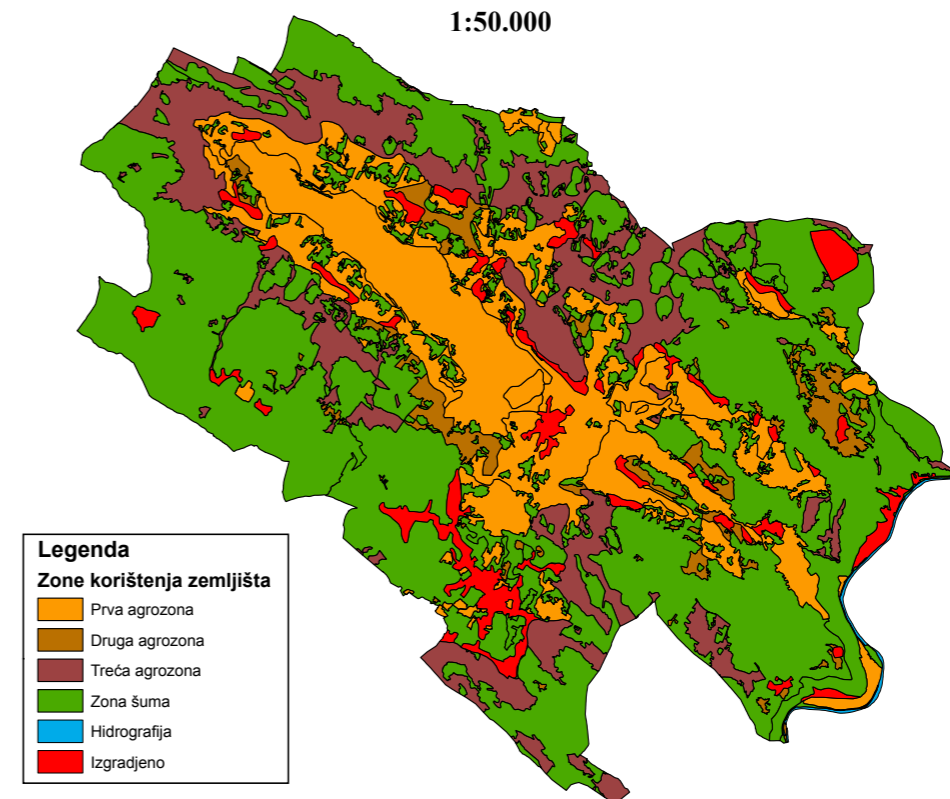 1:50.000
Legenda
Zone korištenja zemljišta
Prva agrozona
Druga agrozona
Treća agrozona
Zona šuma
Hidrografija
Izgradjeno